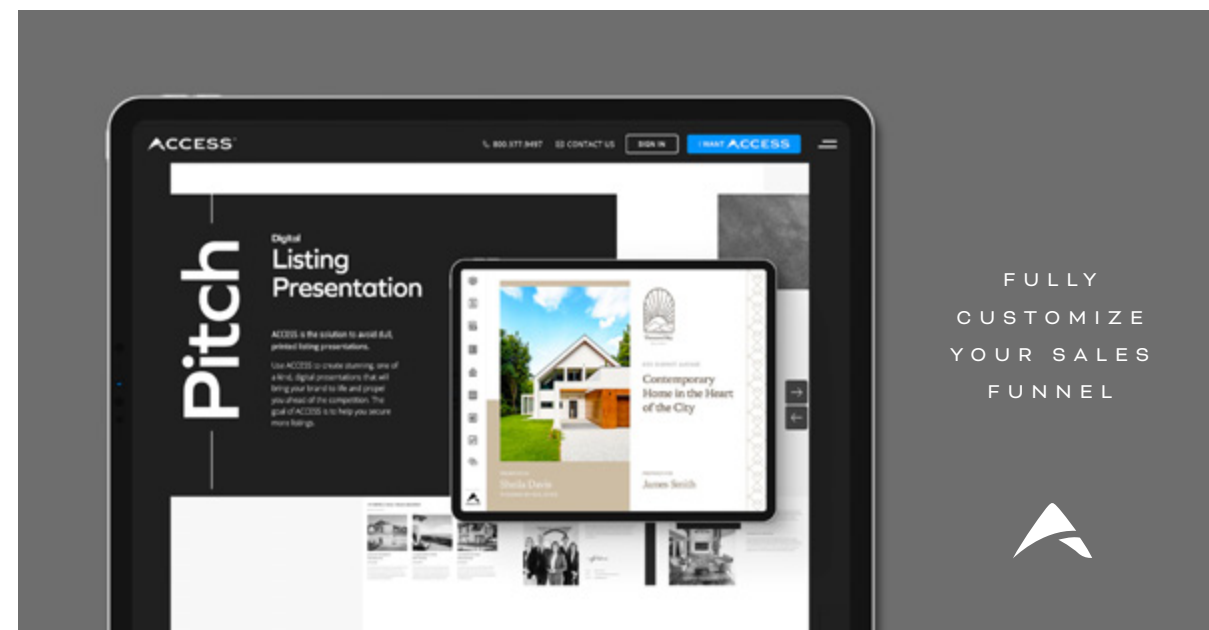 ACCESS
800.377.9497
CONTACT US
SIGN IN
I WANT ACCESS
Pitch
Digital
Listing
Presentation
ACCESS is the solution to avoid dull,
printed listing presentations.
Use ACCESS to create stunning, one of
a-kind, digital presentations that will
bring your brand to life and propel
you ahead of the competition. The
goal of ACCESS is to help you secure
more listings.
Contemporary
Home in the Heart
of the City
Sheila Davis
James Smith
FULLY
CUSTOMIZE
YOUR SALES
FUNNEL